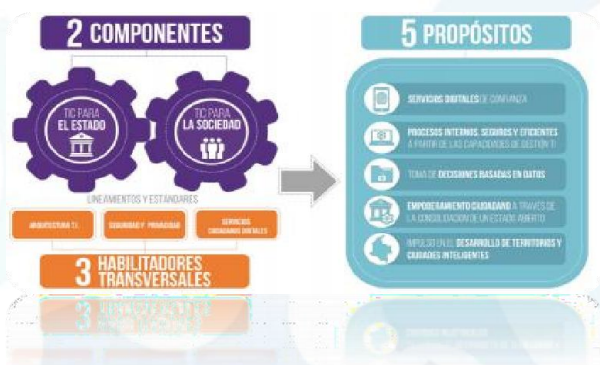 2 COMPONENTES
TIC PARA
EL ESTADO
TIC PARA
LA SOCIEDAD
LINEAMIENTOS Y ESTÁNDARES
ARQUITECTURA T.I.
SEGURIDAD Y PRIVACIDAD
SERVICIOS
CIUDADANOS DIGITALES
3 HABILITADORES
TRANSVERSALES
5 PROPÓSITOS
SERVICIOS DIGITALES DE CONFIANZA
PROCESOS INTERNOS, SEGUROS Y EFICIENTES
A PARTIR DE LAS CAPACIDADES DE GESTIÓN TI
TOMA DE DECISIONES BASADAS EN DATOS
EMPODERAMIENTO CIUDADANO A TRAVÉS DE
LA CONSOLIDACIÓN DE UN ESTADO ABIERTO
IMPULSO EN EL DESARROLLO DE TERRITORIOS Y
CIUDADES INTELIGENTES